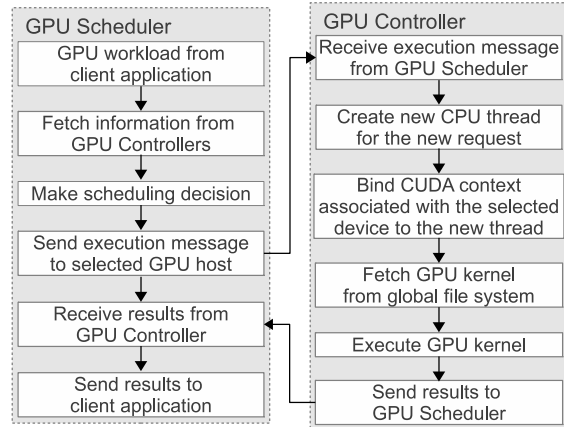 GPU Scheduler
GPU workload from
client application
Fetch information from
GPU Controllers
Make scheduling decision
Send execution message
to selected GPU host
Receive results from
GPU Controller
Send results to
client application
GPU Controller
Receive execution message
from GPU Scheduler
Create new CPU thread
for the new request
Bind CUDA context
associated with the selected
device to the new thread
Fetch GPU kernel
from global file system
Execute GPU kernel
Send results to
GPU Scheduler